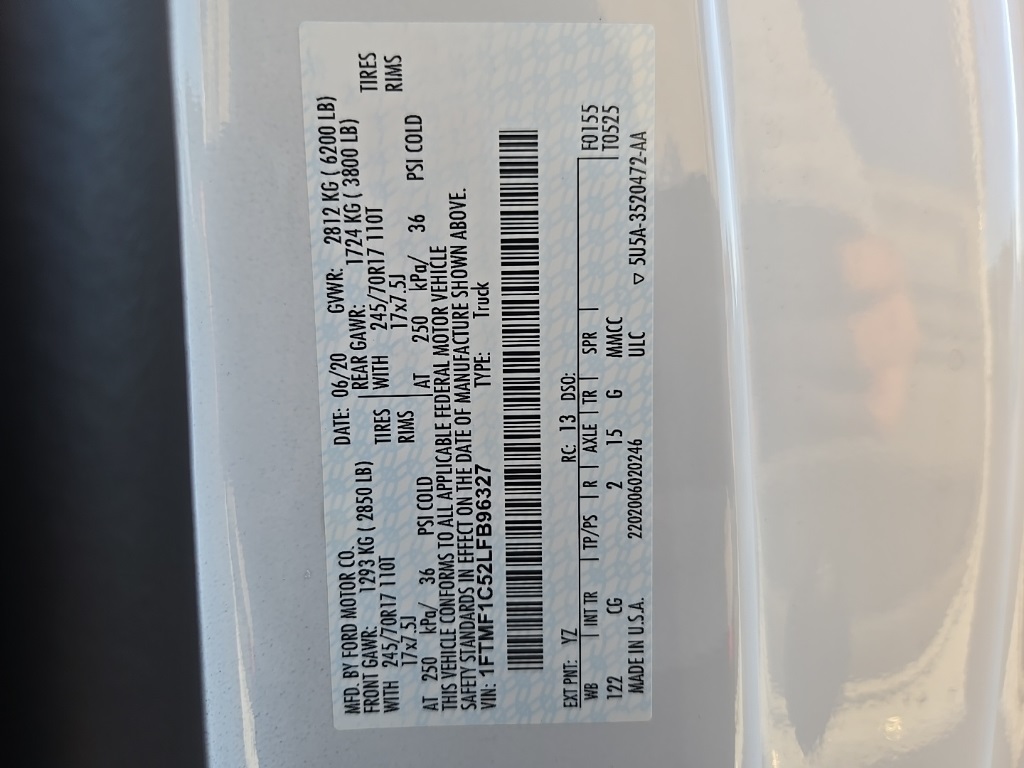 MFD. BY FORD MOTOR CO. DATE: 06/20 GVWR: 2812 KG ( 6200 LB)
FRONT GAWR: 1293 KG ( 2850 LB) REAR GAWR: 1724 KG ( 3800 LB)
WITH 245/70R17 110T TIRES WITH 245/70R17 110T TIRES
17x7.5J RIMS 17x7.5J RIMS
AT 250 kPa/ 36 PSI COLD AT 250 kPa/ 36 PSI COLD
THIS VEHICLE CONFORMS TO ALL APPLICABLE FEDERAL MOTOR VEHICLE
SAFETY STANDARDS IN EFFECT ON THE DATE OF MANUFACTURE SHOWN ABOVE.
VIN: 1FTMF1C52LFB96327 TYPE: Truck
EXT PNT: YZ RC: 13 DSO: F0155
WB INT TR TP/PS R AXLE TR SPR T0525
122 CG 2 15 G MMCC
MADE IN U.S.A. 2202006020246 ULC ▽ 5U5A-3520472-AA